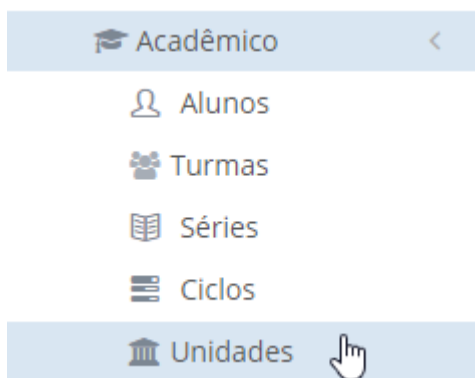 Acadêmico
Alunos
Turmas
Séries
Ciclos
Unidades